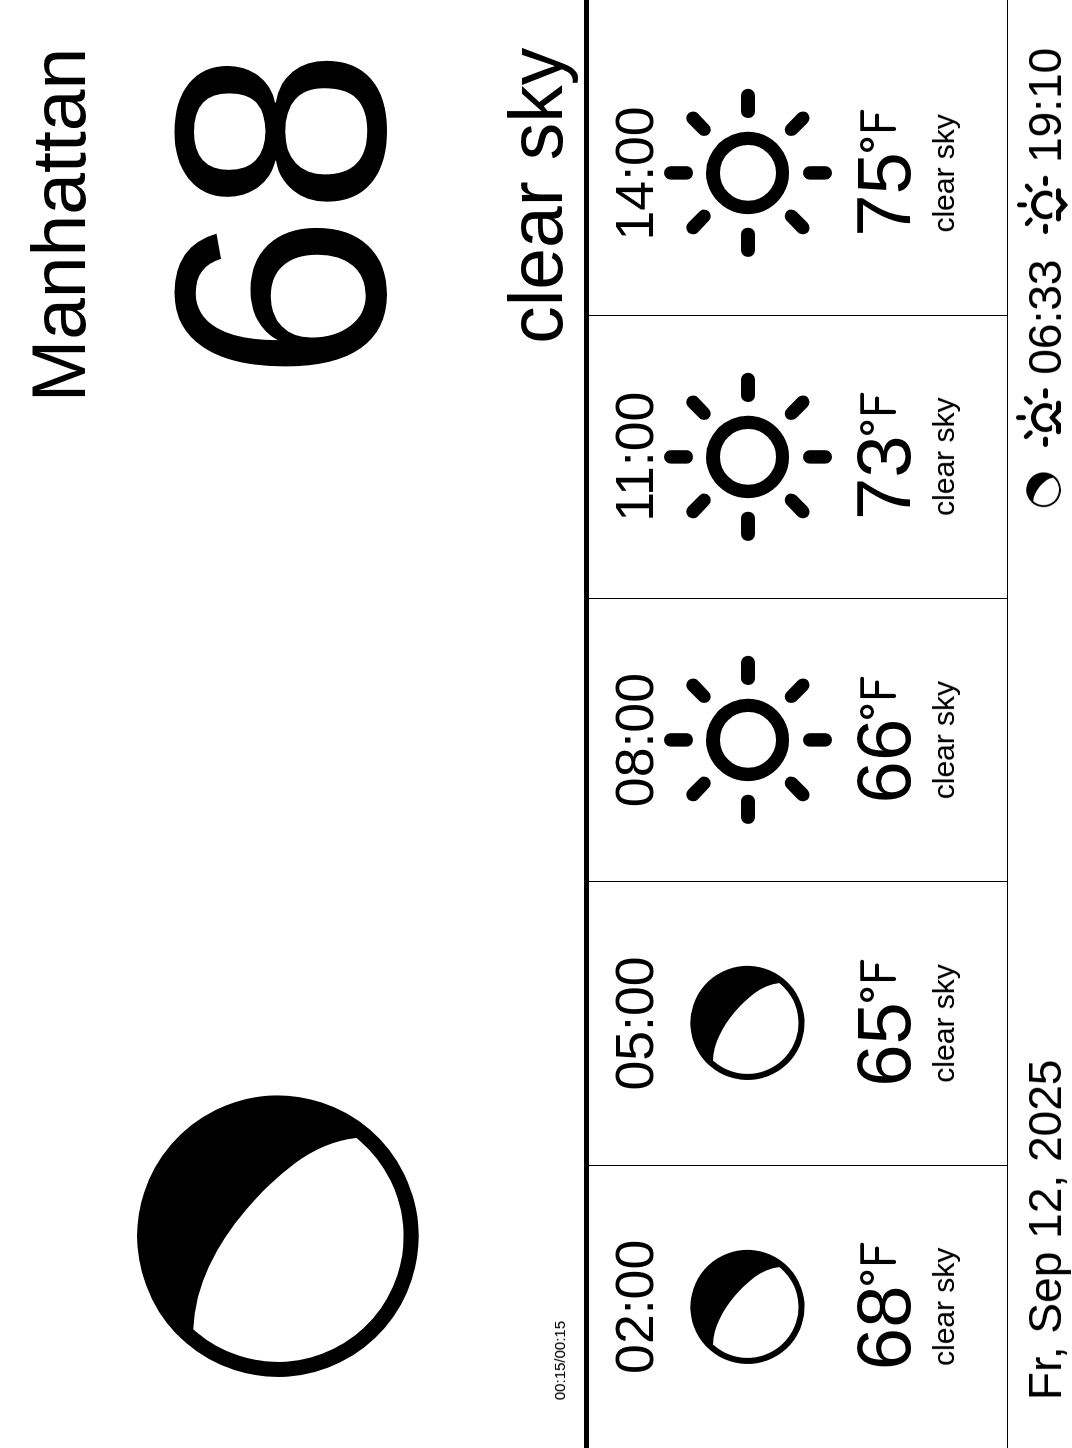 Manhattan
68
clear sky
00:15/00:15
02:00 05:00 08:00 11:00 14:00
68°F 65°F 66°F 73°F 75°F
clear sky clear sky clear sky clear sky clear sky
Fr, Sep 12, 2025 06:33 19:10